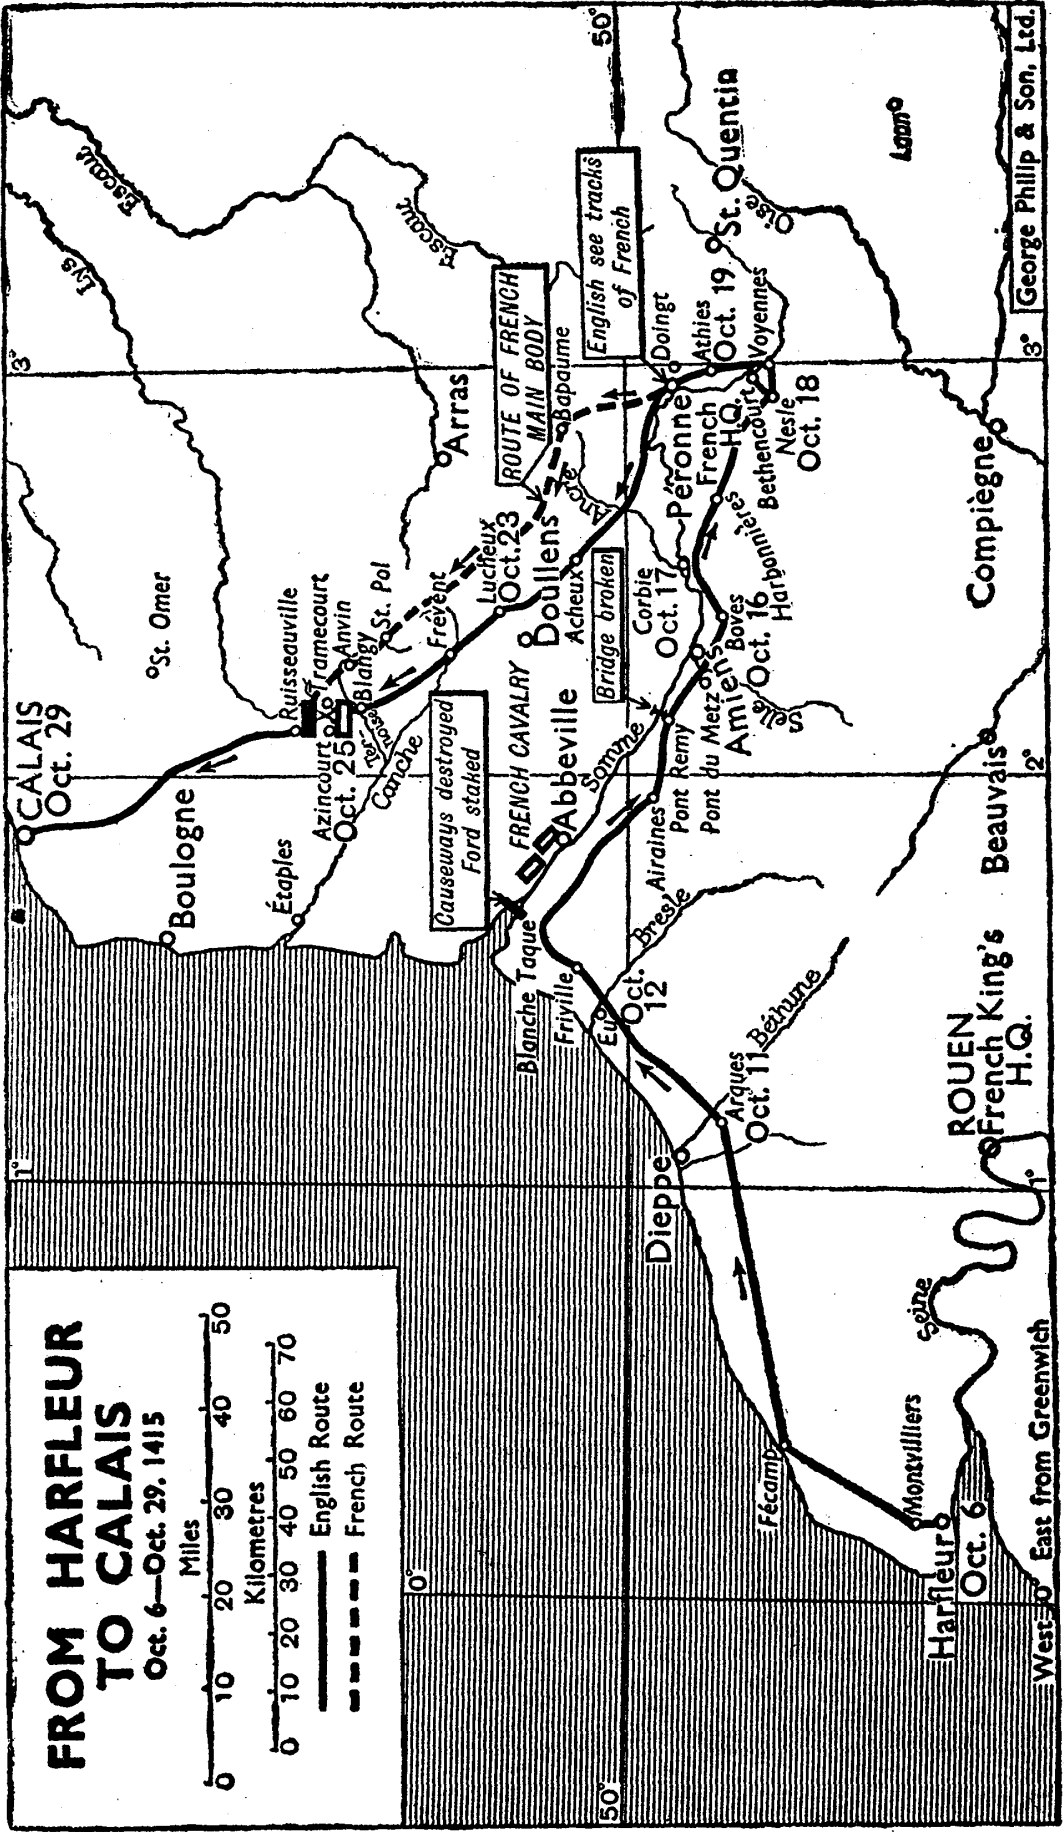 FROM HARFLEUR
TO CALAIS
Oct. 6—Oct. 29, 1415
Miles
0 10 20 30 40 50
Kilometres
0 10 20 30 40 50 60 70
English Route
French Route
CALAIS
Oct. 29
Boulogne
Étaples
St. Omer
Ruisseauville
Tramecourt
Azincourt
Oct. 25
Anvin
Blangy
St. Pol
Ternoise
Canche
Frévent
Lucheux
Oct. 23
Doullens
Acheux
Arras
Lys
Escaut
Escaut
ROUTE OF FRENCH
MAIN BODY
Bapaume
Ancre
English see tracks
of French
Doingt
Péronne
Athies
Oct. 19
St. Quentin
Voyennes
French
H.Q.
Bethencourt
Nesle
Oct. 18
Oise
Laon
Compiègne
Harbonnières
Corbie
Oct. 17
Boves
Oct. 16
Amiens
Selle
Bridge broken
Pont du Metz
Pont Remy
Airaines
Somme
Abbeville
FRENCH CAVALRY
Causeways destroyed
Ford staked
Blanche Taque
Friville
Eu
Oct.
12
Bresle
Béthune
Arques
Oct. 11
Dieppe
Beauvais
ROUEN
French King's
H.Q.
Seine
Fécamp
Montvilliers
Harfleur
Oct. 6
West 0° East from Greenwich
0°
1°
1°
2°
3°
3°
50°
50°
George Philip & Son, Ltd.